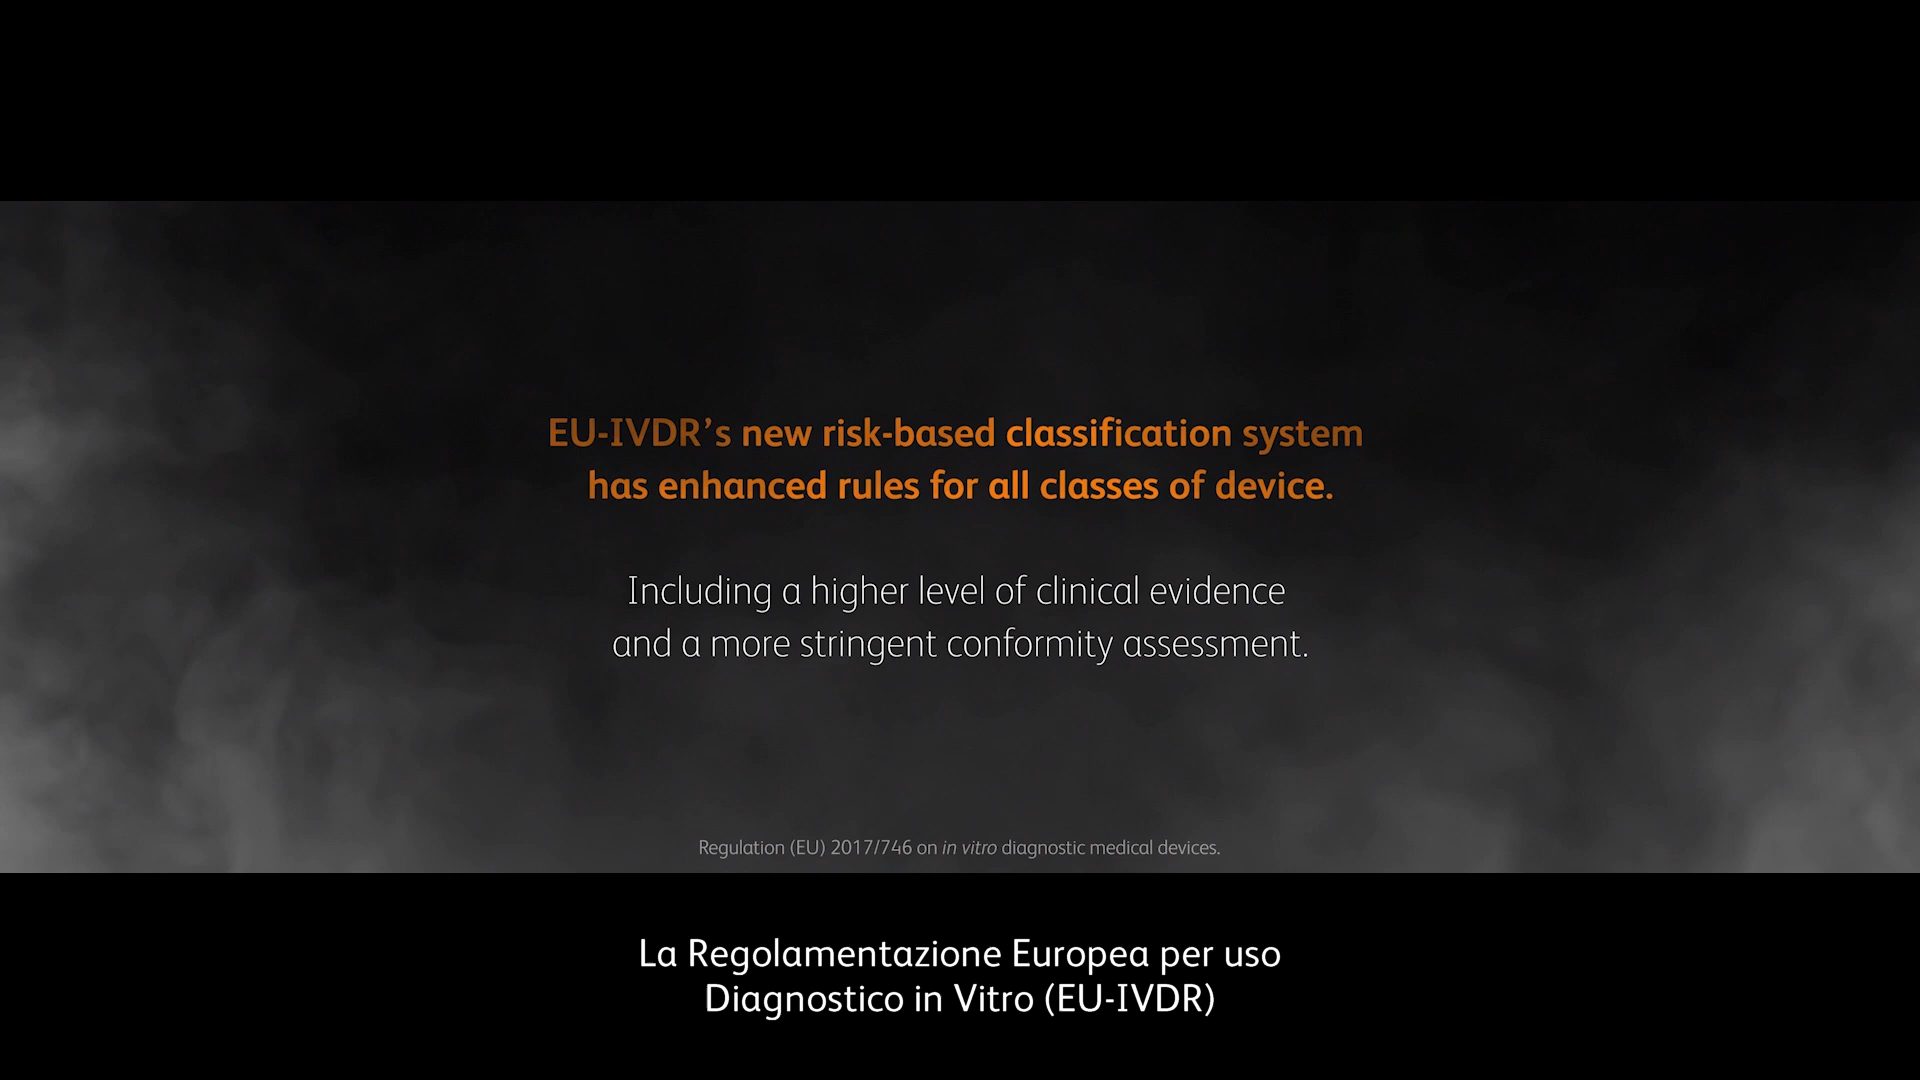 EU-IVDR’s new risk-based classification system
has enhanced rules for all classes of device.
Including a higher level of clinical evidence
and a more stringent conformity assessment.
Regulation (EU) 2017/746 on in vitro diagnostic medical devices.
La Regolamentazione Europea per uso
Diagnostico in Vitro (EU-IVDR)